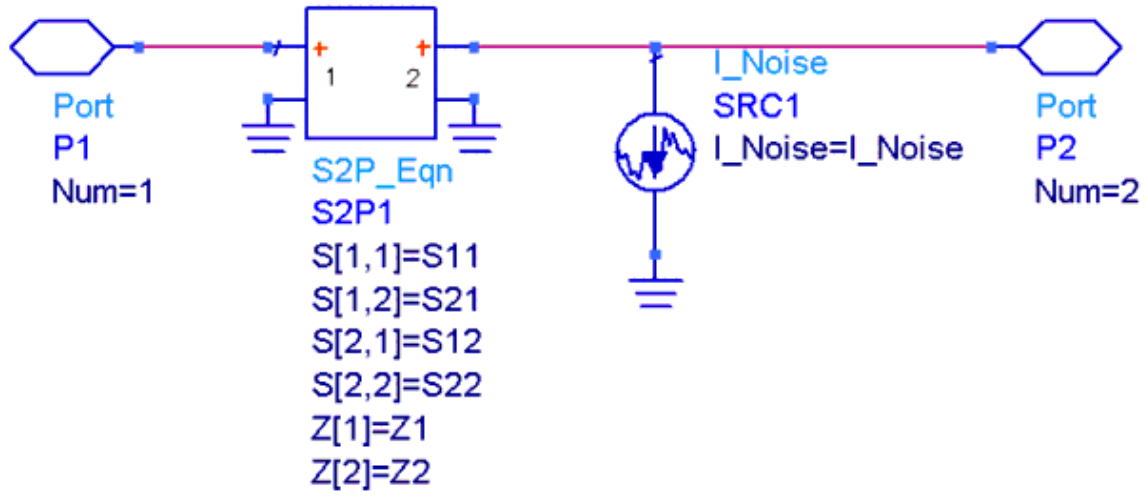 Port
P1
Num=1
+
+
1
2
S2P_Eqn
S2P1
S[1,1]=S11
S[1,2]=S21
S[2,1]=S12
S[2,2]=S22
Z[1]=Z1
Z[2]=Z2
I_Noise
SRC1
I_Noise=I_Noise
Port
P2
Num=2